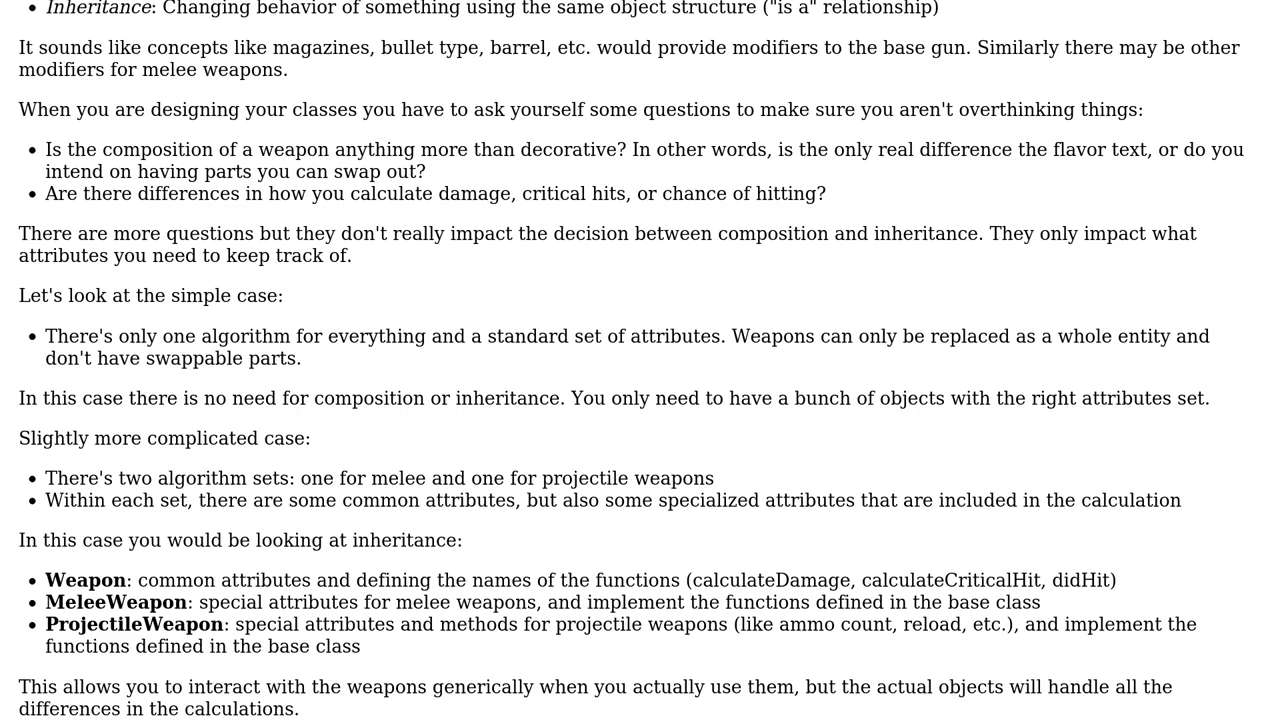 • Inheritance: Changing behavior of something using the same object structure ("is a" relationship)
It sounds like concepts like magazines, bullet type, barrel, etc. would provide modifiers to the base gun. Similarly there may be other
modifiers for melee weapons.
When you are designing your classes you have to ask yourself some questions to make sure you aren't overthinking things:
• Is the composition of a weapon anything more than decorative? In other words, is the only real difference the flavor text, or do you
intend on having parts you can swap out?
• Are there differences in how you calculate damage, critical hits, or chance of hitting?
There are more questions but they don't really impact the decision between composition and inheritance. They only impact what
attributes you need to keep track of.
Let's look at the simple case:
• There's only one algorithm for everything and a standard set of attributes. Weapons can only be replaced as a whole entity and
don't have swappable parts.
In this case there is no need for composition or inheritance. You only need to have a bunch of objects with the right attributes set.
Slightly more complicated case:
• There's two algorithm sets: one for melee and one for projectile weapons
• Within each set, there are some common attributes, but also some specialized attributes that are included in the calculation
In this case you would be looking at inheritance:
• Weapon: common attributes and defining the names of the functions (calculateDamage, calculateCriticalHit, didHit)
• MeleeWeapon: special attributes for melee weapons, and implement the functions defined in the base class
• ProjectileWeapon: special attributes and methods for projectile weapons (like ammo count, reload, etc.), and implement the
functions defined in the base class
This allows you to interact with the weapons generically when you actually use them, but the actual objects will handle all the
differences in the calculations.